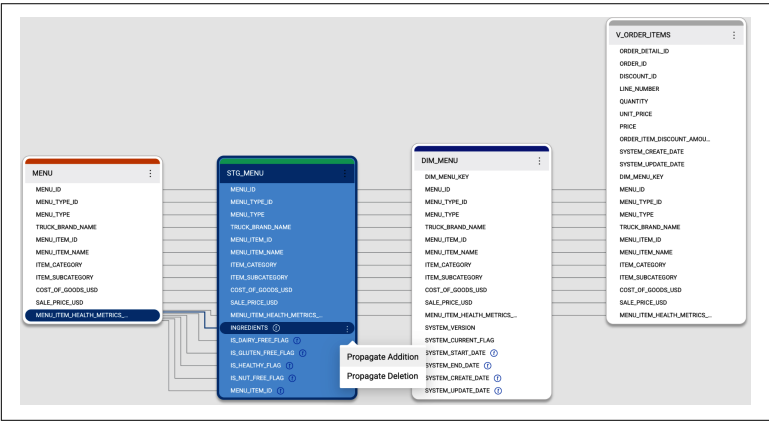 MENU
MENU_ID
MENU_TYPE_ID
MENU_TYPE
TRUCK_BRAND_NAME
MENU_ITEM_ID
MENU_ITEM_NAME
ITEM_CATEGORY
ITEM_SUBCATEGORY
COST_OF_GOODS_USD
SALE_PRICE_USD
MENU_ITEM_HEALTH_METRICS_...
STG_MENU
MENU_ID
MENU_TYPE_ID
MENU_TYPE
TRUCK_BRAND_NAME
MENU_ITEM_ID
MENU_ITEM_NAME
ITEM_CATEGORY
ITEM_SUBCATEGORY
COST_OF_GOODS_USD
SALE_PRICE_USD
MENU_ITEM_HEALTH_METRICS_...
INGREDIENTS
IS_DAIRY_FREE_FLAG
IS_GLUTEN_FREE_FLAG
IS_HEALTHY_FLAG
IS_NUT_FREE_FLAG
MENU_ITEM_ID
Propagate Addition
Propagate Deletion
DIM_MENU
DIM_MENU_KEY
MENU_ID
MENU_TYPE_ID
MENU_TYPE
TRUCK_BRAND_NAME
MENU_ITEM_ID
MENU_ITEM_NAME
ITEM_CATEGORY
ITEM_SUBCATEGORY
COST_OF_GOODS_USD
SALE_PRICE_USD
MENU_ITEM_HEALTH_METRICS_...
SYSTEM_VERSION
SYSTEM_CURRENT_FLAG
SYSTEM_START_DATE
SYSTEM_END_DATE
SYSTEM_CREATE_DATE
SYSTEM_UPDATE_DATE
V_ORDER_ITEMS
ORDER_DETAIL_ID
ORDER_ID
DISCOUNT_ID
LINE_NUMBER
QUANTITY
UNIT_PRICE
PRICE
ORDER_ITEM_DISCOUNT_AMOU...
SYSTEM_CREATE_DATE
SYSTEM_UPDATE_DATE
DIM_MENU_KEY
MENU_ID
MENU_TYPE_ID
MENU_TYPE
TRUCK_BRAND_NAME
MENU_ITEM_ID
MENU_ITEM_NAME
ITEM_CATEGORY
ITEM_SUBCATEGORY
COST_OF_GOODS_USD
SALE_PRICE_USD
MENU_ITEM_HEALTH_METRICS_...